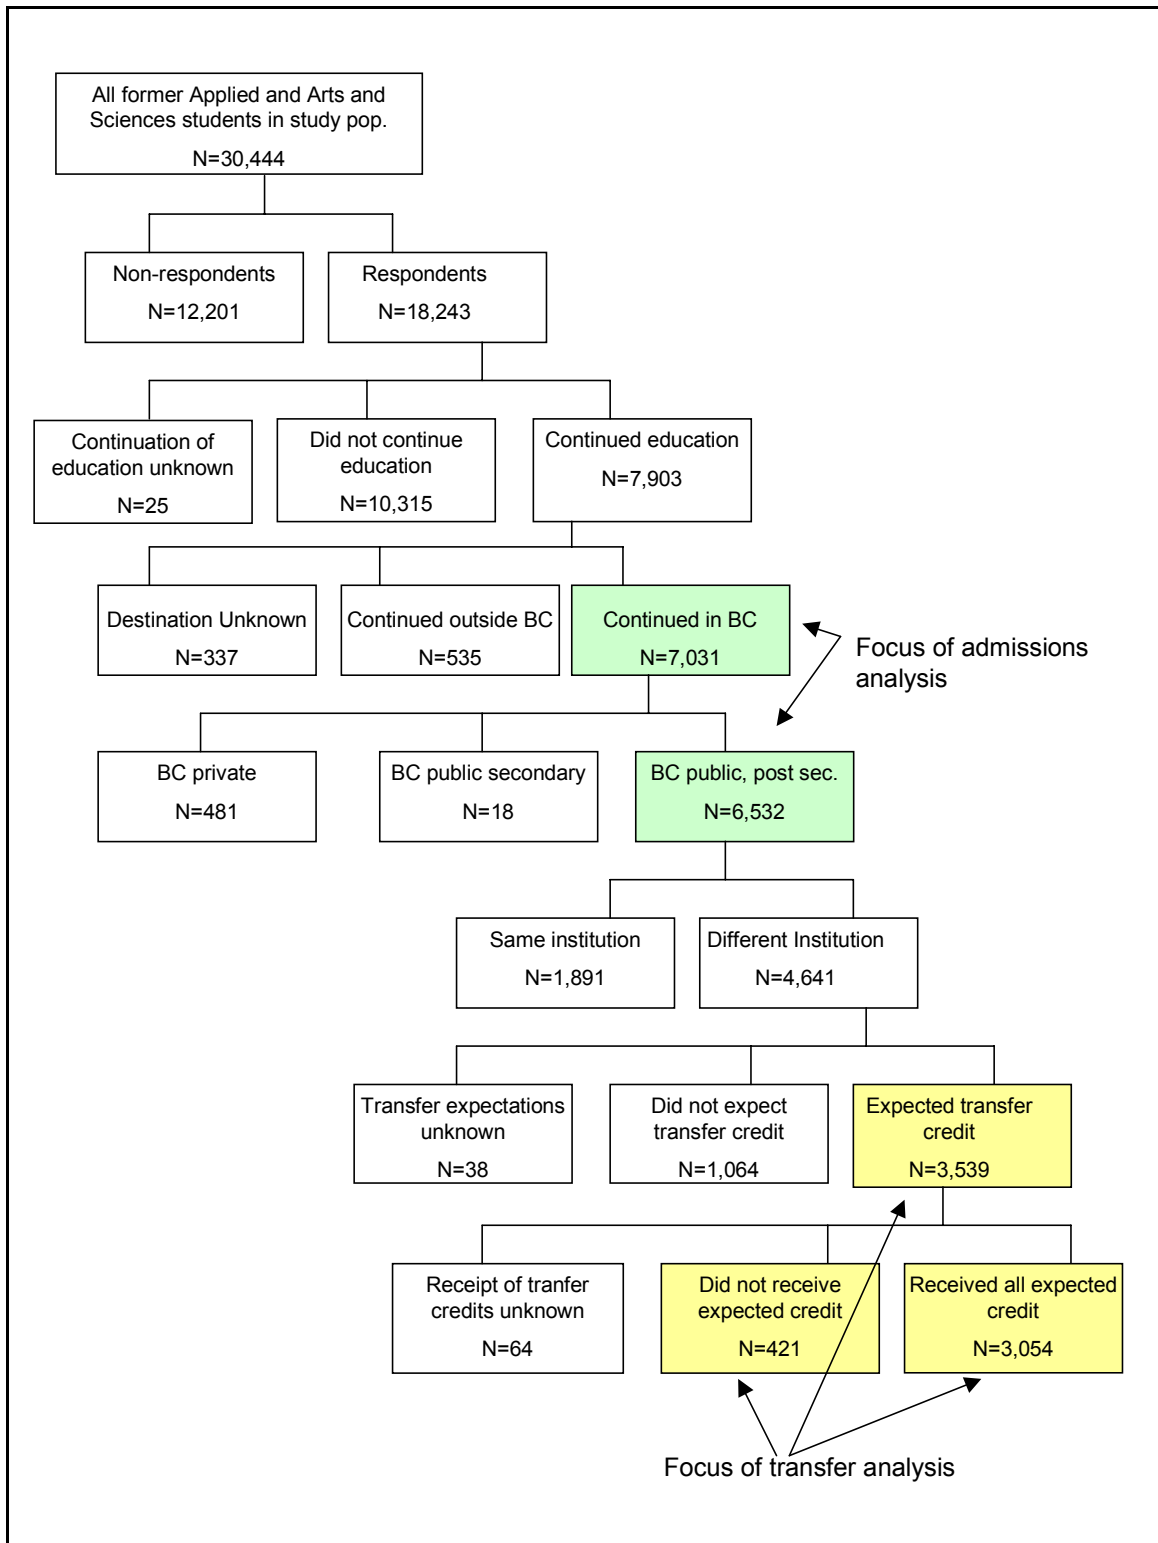 All former Applied and Arts and
Sciences students in study pop.
N=30,444
Non-respondents
N=12,201
Respondents
N=18,243
Continuation of
education unknown
N=25
Did not continue
education
N=10,315
Continued education
N=7,903
Destination Unknown
N=337
Continued outside BC
N=535
Continued in BC
N=7,031
Focus of admissions
analysis
BC private
N=481
BC public secondary
N=18
BC public, post sec.
N=6,532
Same institution
N=1,891
Different Institution
N=4,641
Transfer expectations
unknown
N=38
Did not expect
transfer credit
N=1,064
Expected transfer
credit
N=3,539
Receipt of tranfer
credits unknown
N=64
Did not receive
expected credit
N=421
Received all expected
credit
N=3,054
Focus of transfer analysis